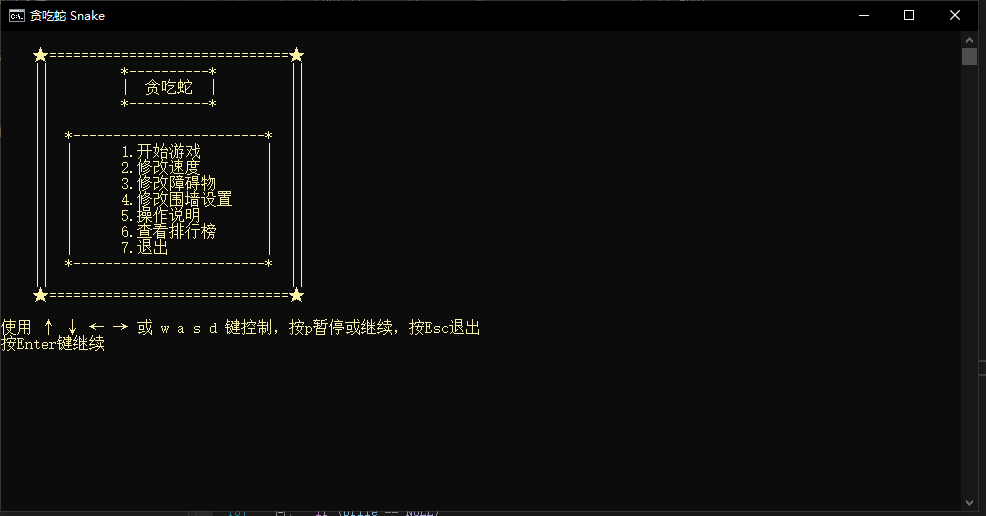 贪吃蛇 Snake
★==============================★
*----------*
| 贪吃蛇 |
*----------*
*------------------------*
1.开始游戏
2.修改速度
3.修改障碍物
4.修改围墙设置
5.操作说明
6.查看排行榜
7.退出
*------------------------*
★==============================★
使用 ↑ ↓ ← → 或 w a s d 键控制，按p暂停或继续，按Esc退出
按Enter键继续